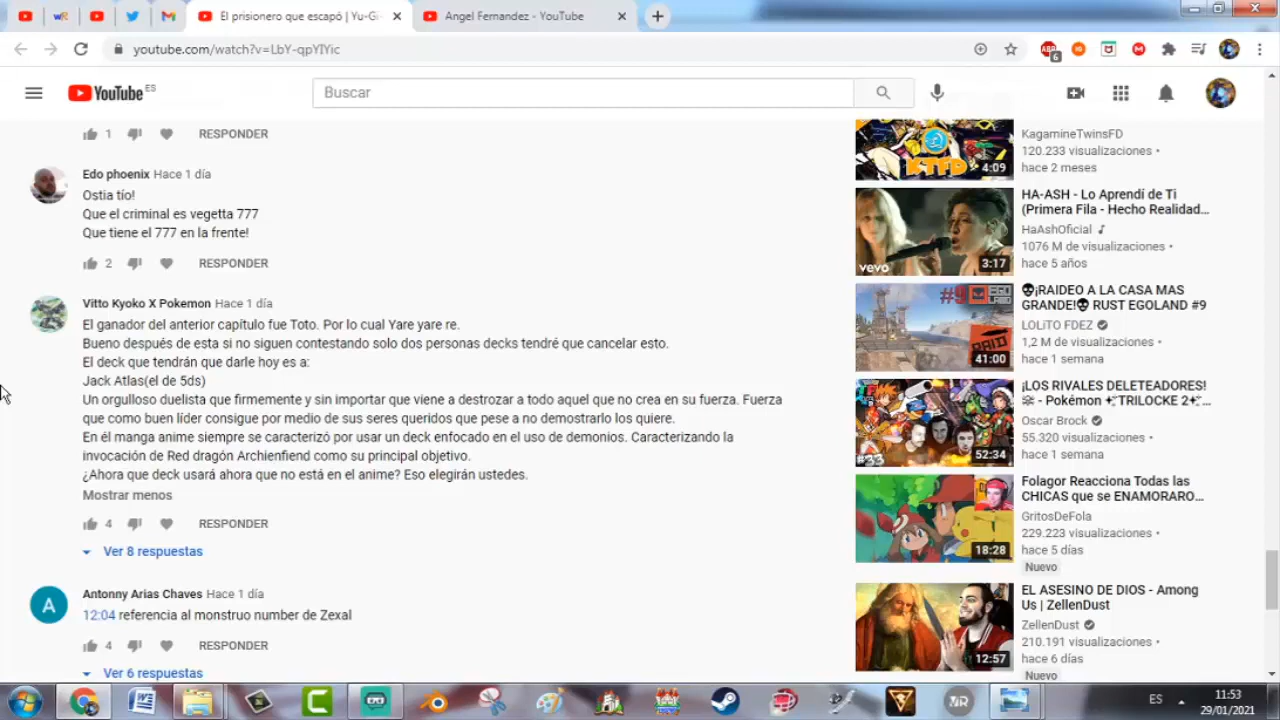 El prisionero que escapó | Yu-Gi-
Angel Fernandez - YouTube
youtube.com/watch?v=LbY-qpYIYic
6
YouTube ES
Buscar
1 RESPONDER
Edo phoenix Hace 1 día
Ostia tío!
Que el criminal es vegetta 777
Que tiene el 777 en la frente!
2 RESPONDER
Vitto Kyoko X Pokemon Hace 1 día
El ganador del anterior capítulo fue Toto. Por lo cual Yare yare re.
Bueno después de esta si no siguen contestando solo dos personas decks tendré que cancelar esto.
El deck que tendrán que darle hoy es a:
Jack Atlas(el de 5ds)
Un orgulloso duelista que firmemente y sin importar que viene a destrozar a todo aquel que no crea en su fuerza. Fuerza
que como buen líder consigue por medio de sus seres queridos que pese a no demostrarlo los quiere.
En él manga anime siempre se caracterizó por usar un deck enfocado en el uso de demonios. Caracterizando la
invocación de Red dragón Archienfiend como su principal objetivo.
¿Ahora que deck usará ahora que no está en el anime? Eso elegirán ustedes.
Mostrar menos
4 RESPONDER
Ver 8 respuestas
Antonny Arias Chaves Hace 1 día
A
12:04 referencia al monstruo number de Zexal
4 RESPONDER
Ver 6 respuestas
KTFD
4:09
KagamineTwinsFD
120.233 visualizaciones •
hace 2 meses
vevo
3:17
HA-ASH - Lo Aprendí de Ti
(Primera Fila - Hecho Realidad...
HaAshOficial
1076 M de visualizaciones •
hace 5 años
#9 EGOLAND
RAID
41:00
¡RAIDEO A LA CASA MAS
GRANDE! RUST EGOLAND #9
LOLiTO FDEZ
1,2 M de visualizaciones •
hace 1 semana
#33
52:34
¡LOS RIVALES DELETEADORES!
- Pokémon TRILOCKE 2 ...
Oscar Brock
55.320 visualizaciones •
hace 1 semana
18:28
Folagor Reacciona Todas las
CHICAS que se ENAMORARO...
GritosDeFola
229.223 visualizaciones •
hace 5 días
Nuevo
12:57
EL ASESINO DE DIOS - Among
Us | ZellenDust
ZellenDust
210.191 visualizaciones •
hace 6 días
Nuevo
ES
11:53
29/01/2021